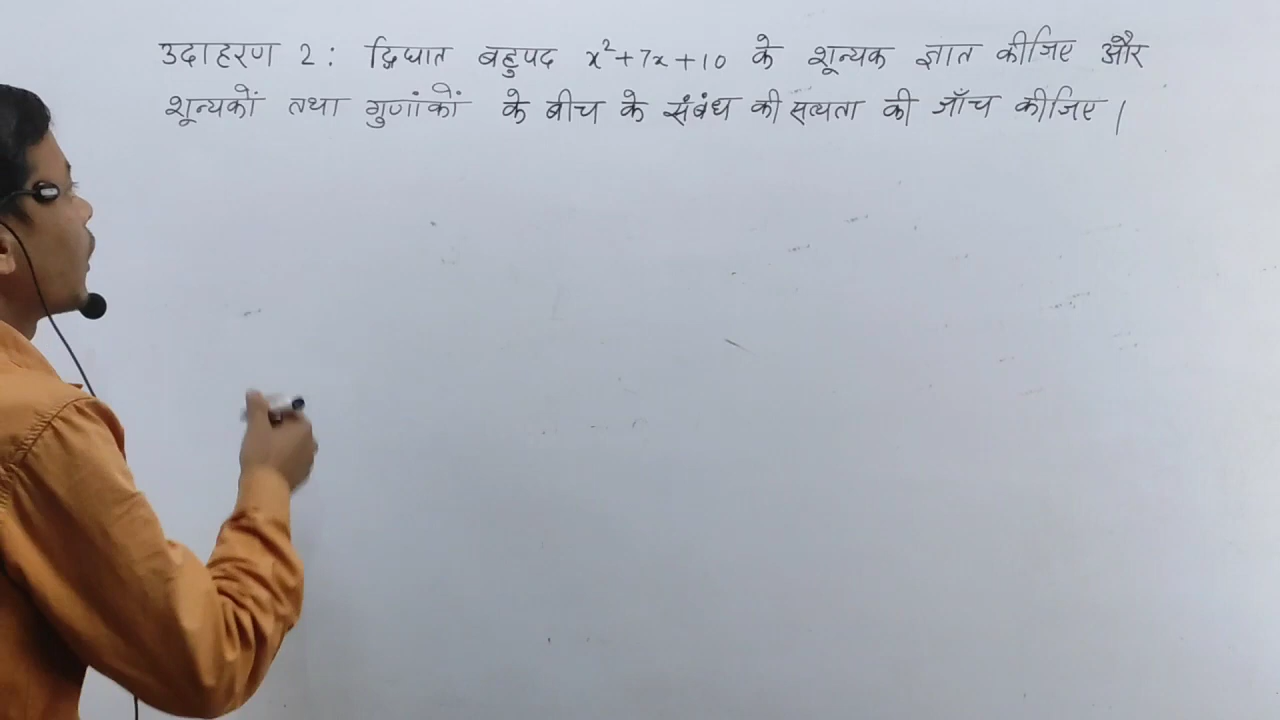 उदाहरण 2 : द्विघात बहुपद x²+7x+10 के शून्यक ज्ञात कीजिए और
शून्यकों तथा गुणांकों के बीच के संबंध की सत्यता की जाँच कीजिए ।